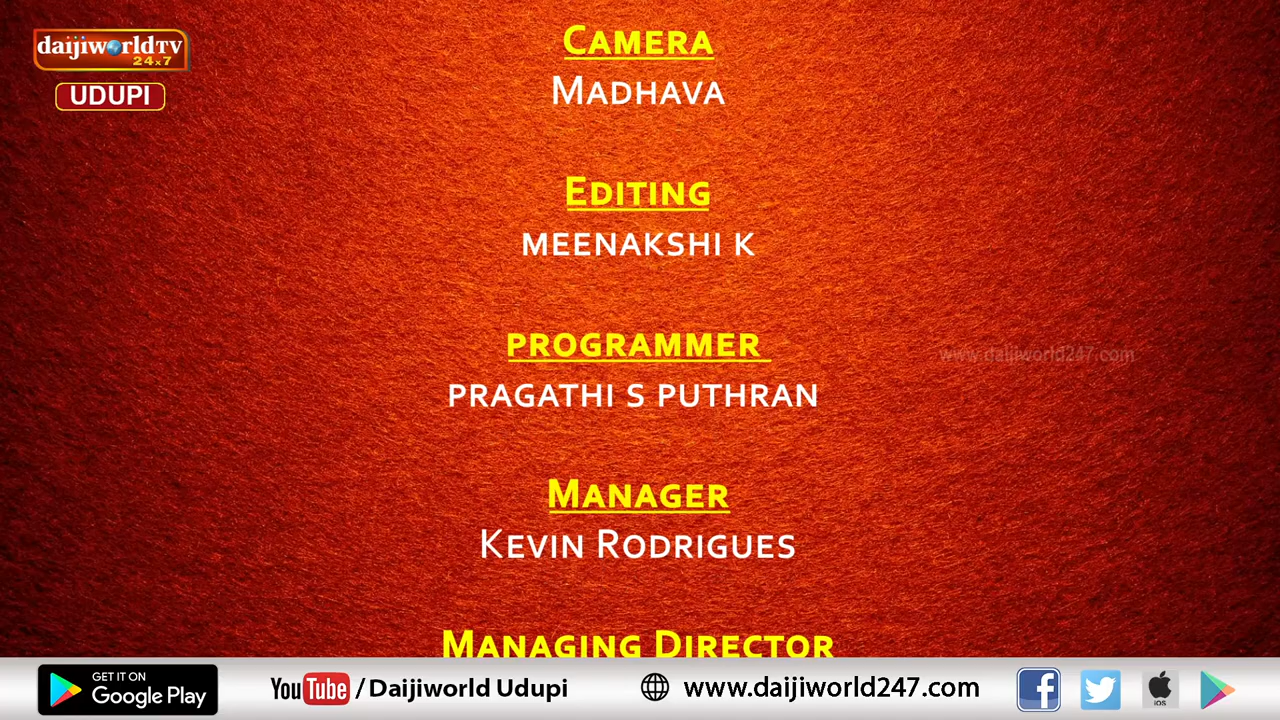 daijiworldTV
24x7
UDUPI
CAMERA
MADHAVA
EDITING
MEENAKSHI K
PROGRAMMER
PRAGATHI S PUTHRAN
www.daijiworld247.com
MANAGER
KEVIN RODRIGUES
MANAGING DIRECTOR
GET IT ON
Google Play
YouTube /Daijiworld Udupi
www.daijiworld247.com
iOS